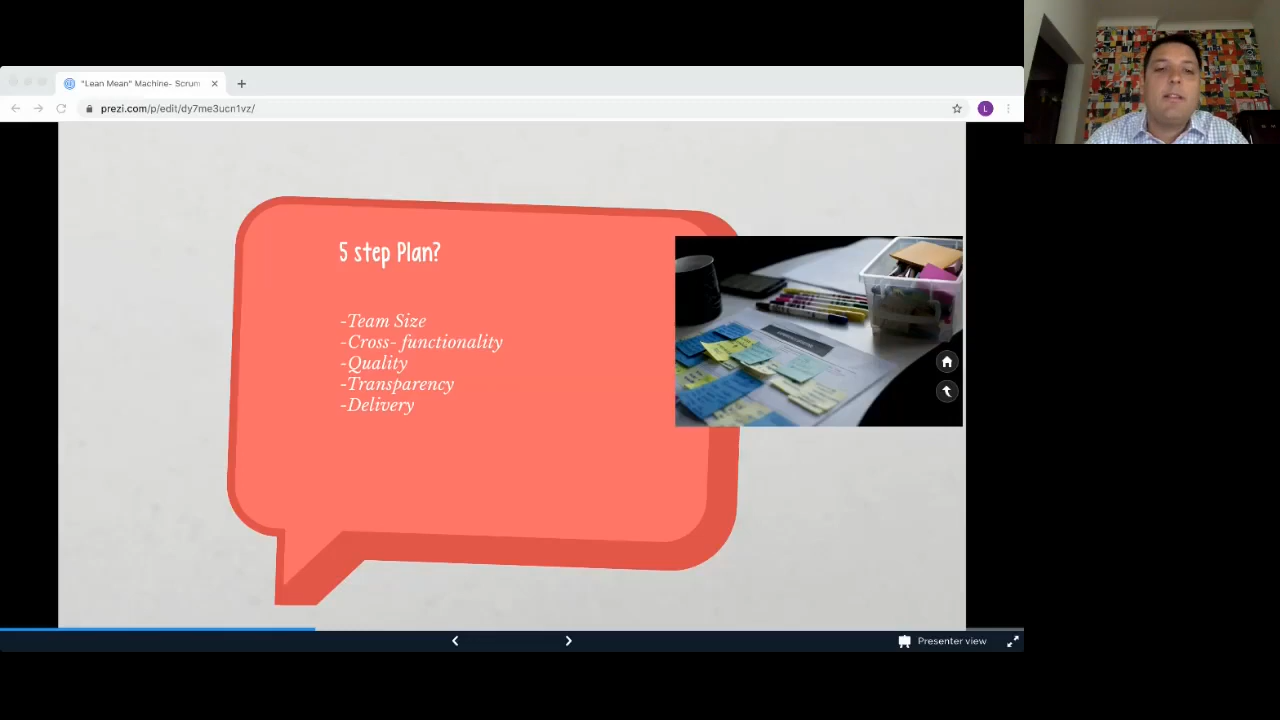 "Lean Mean" Machine- Scrum
prezi.com/p/edit/dy7me3ucn1vz/
L
5 step Plan?
-Team Size
-Cross- functionality
-Quality
-Transparency
-Delivery
Presenter view